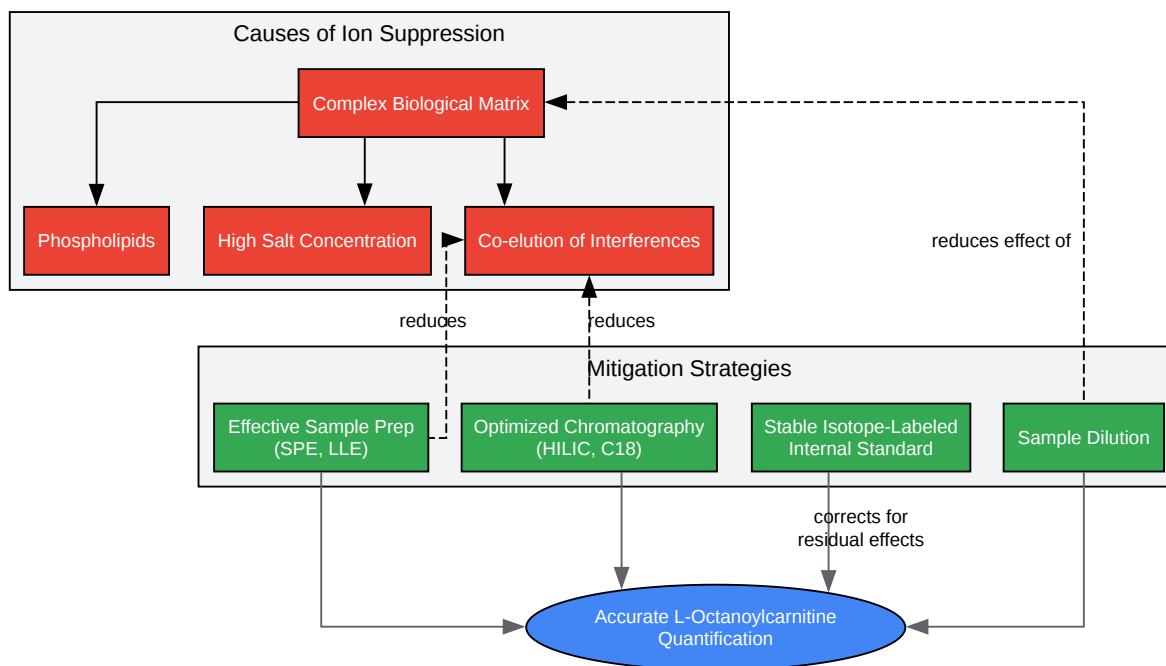 Causes of Ion Suppression
Complex Biological Matrix
Phospholipids
High Salt Concentration
Co-elution of Interferences
reduces effect of
reduces
reduces
Mitigation Strategies
Effective Sample Prep
(SPE, LLE)
Optimized Chromatography
(HILIC, C18)
Stable Isotope-Labeled
Internal Standard
Sample Dilution
corrects for
residual effects
Accurate L-Octanoylcarnitine
Quantification